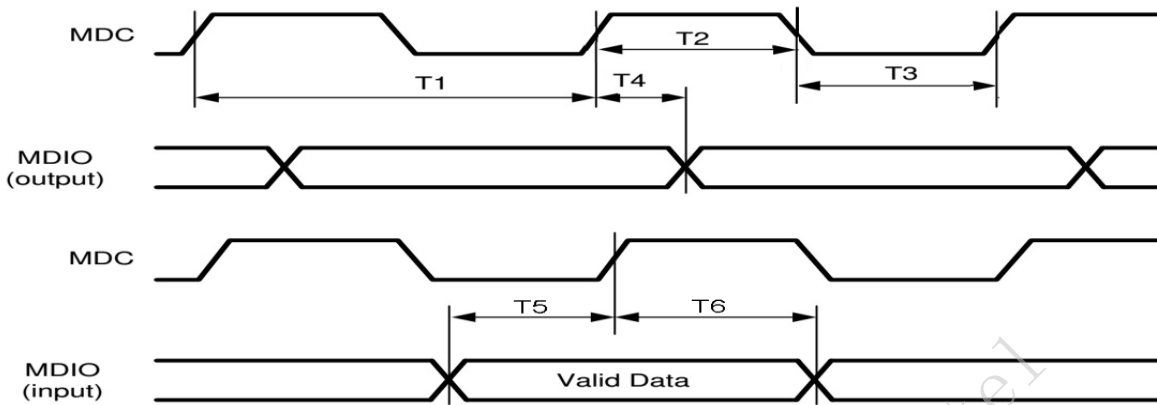 MDC
T2
T3
T1
T4
MDIO
(output)
MDC
T5
T6
MDIO
(input)
Valid Data